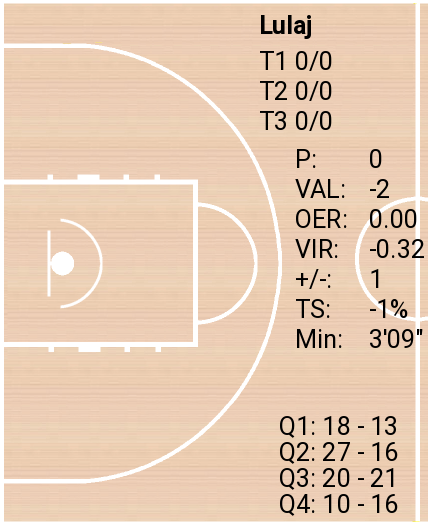 Lulaj
T1 0/0
T2 0/0
T3 0/0
P: 0
VAL: -2
OER: 0.00
VIR: -0.32
+/-: 1
TS: -1%
Min: 3'09"
Q1: 18 - 13
Q2: 27 - 16
Q3: 20 - 21
Q4: 10 - 16